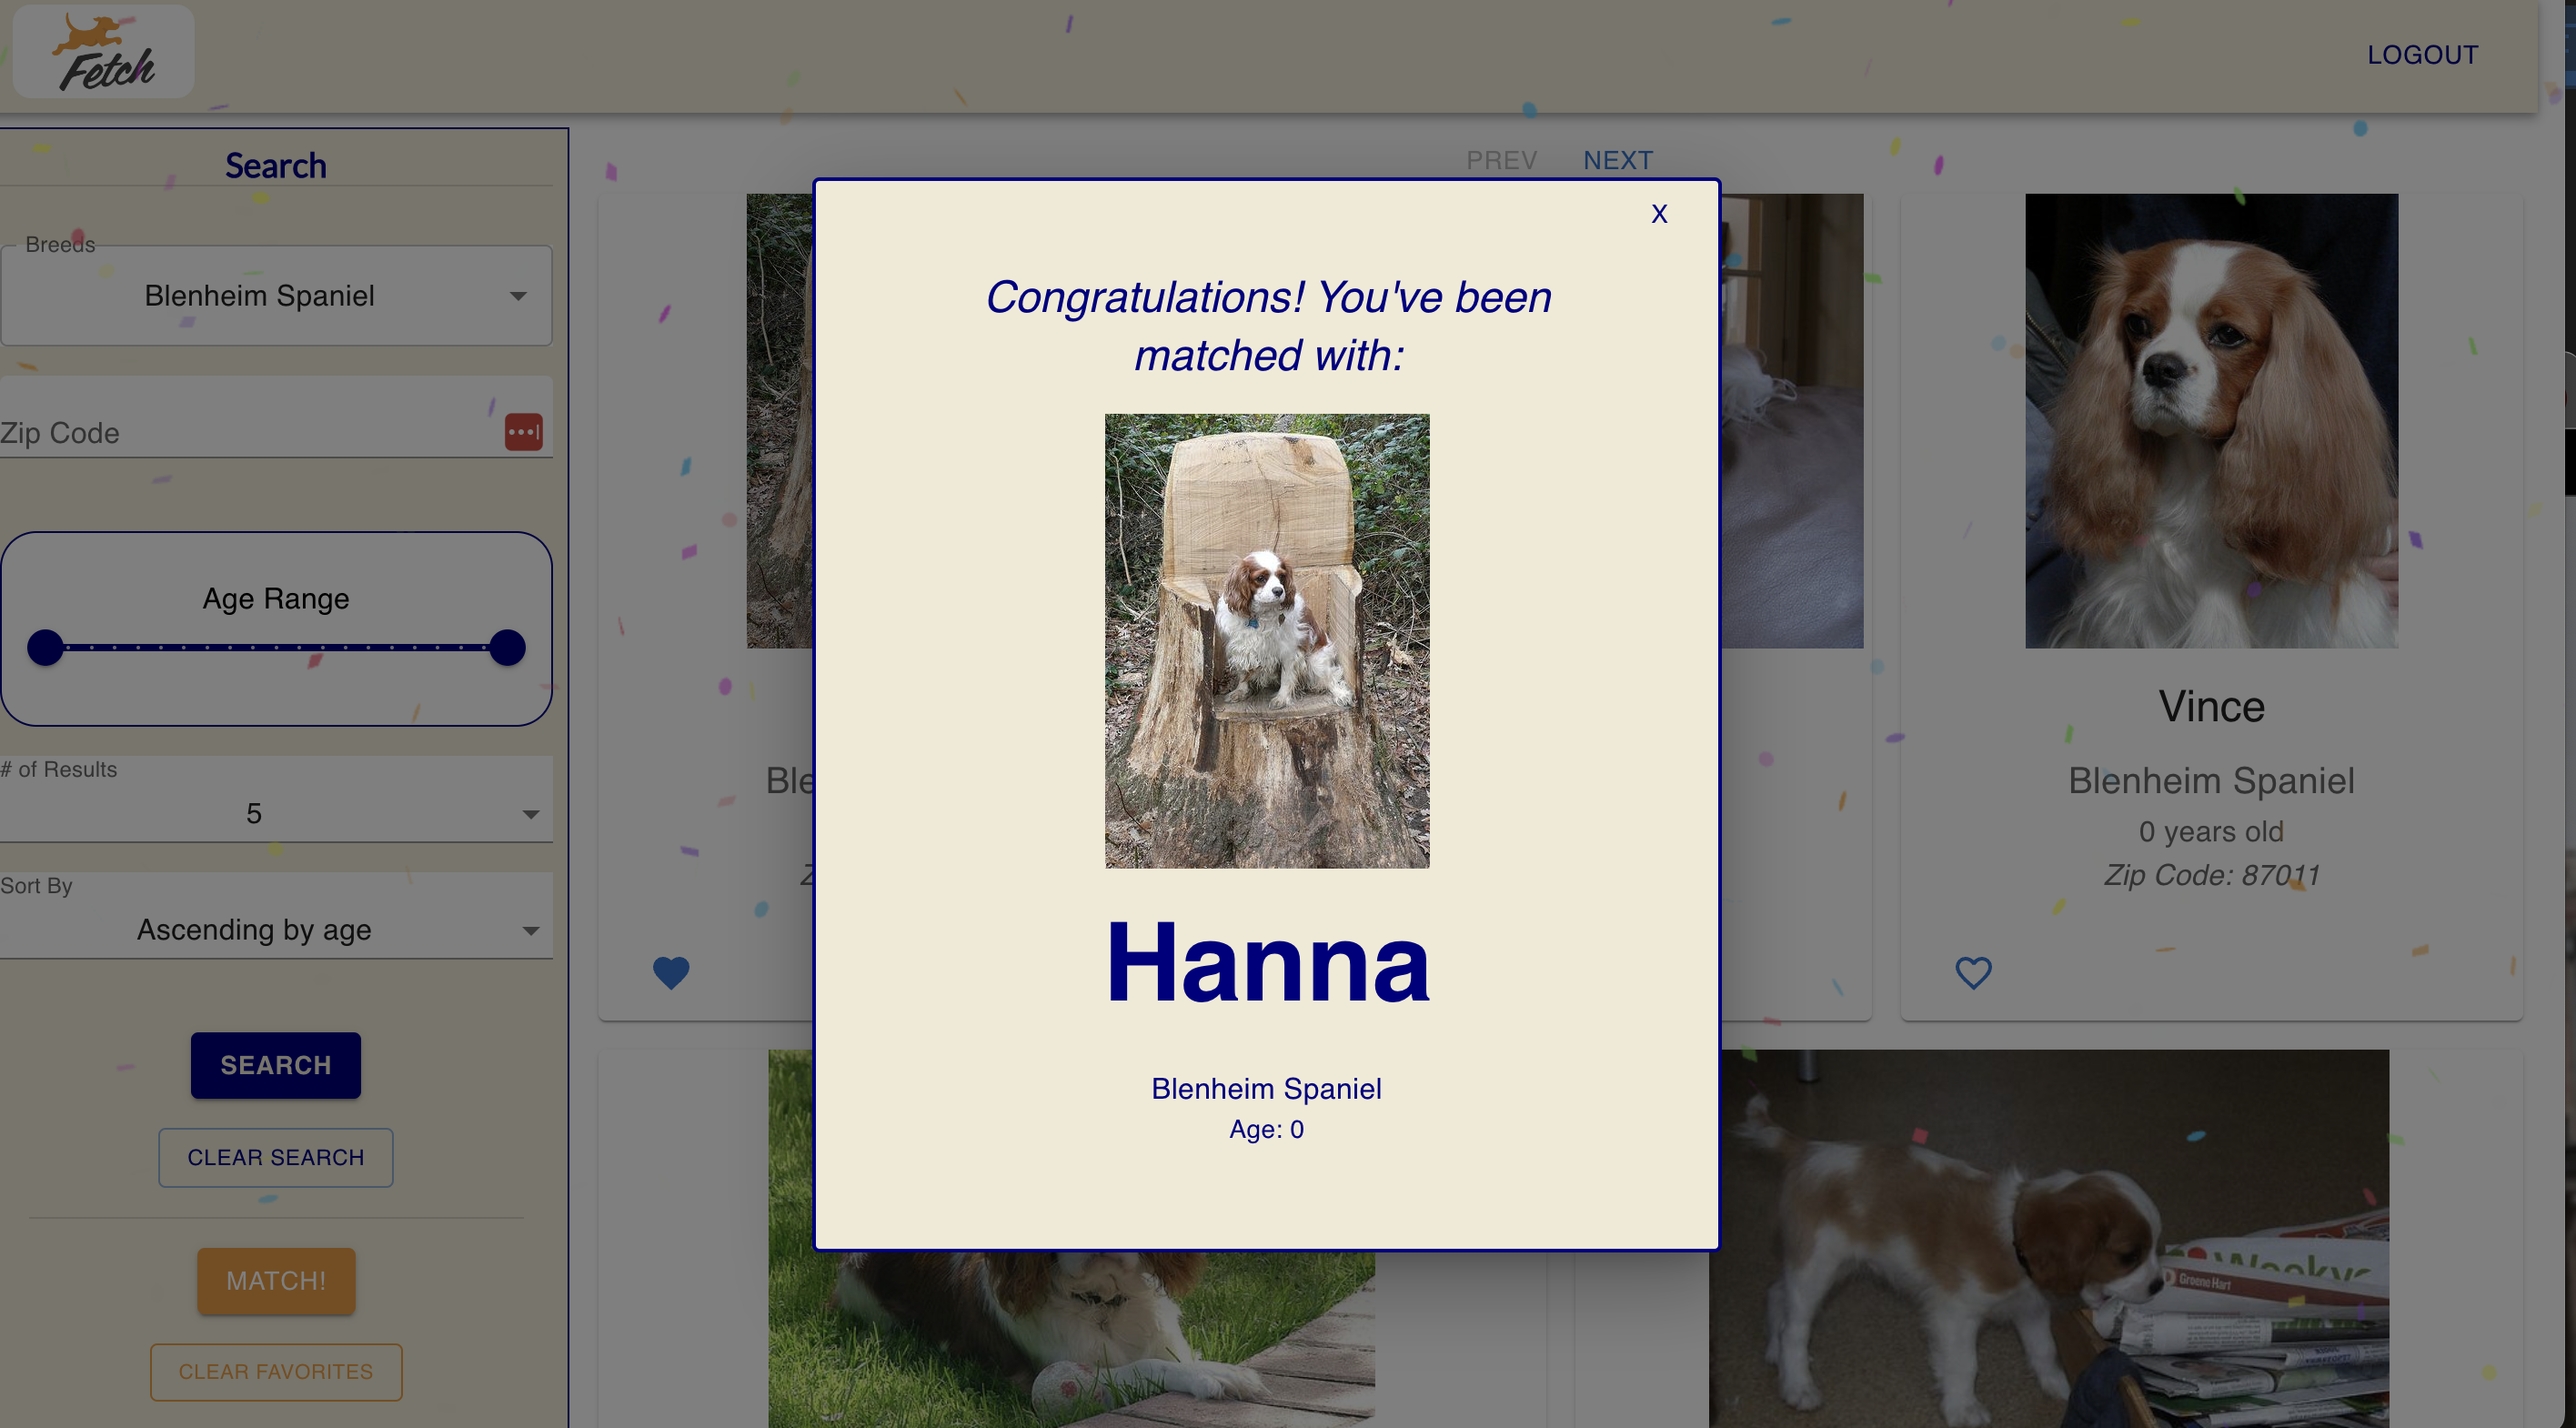 Fetch
LOGOUT
Search
Breeds
Blenheim Spaniel
Zip Code
Age Range
# of Results
5
Sort By
Ascending by age
SEARCH
CLEAR SEARCH
MATCH!
CLEAR FAVORITES
PREV NEXT
X
Congratulations! You've been
matched with:
Hanna
Blenheim Spaniel
Age: 0
Ble
Z
Vince
Blenheim Spaniel
0 years old
Zip Code: 87011
Groene Hart